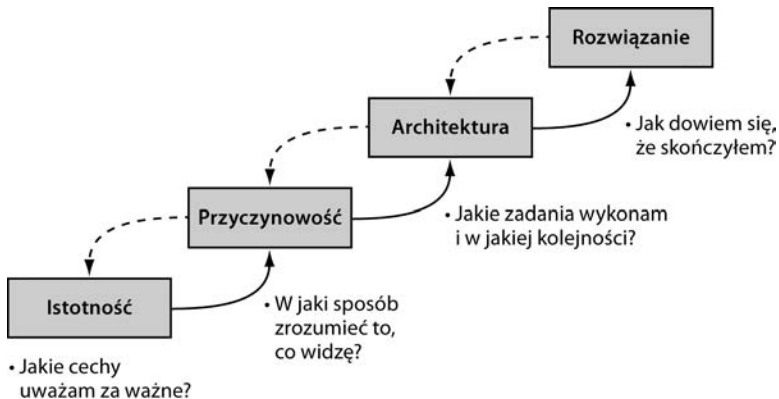 Rozwiązanie
Architektura
• Jak dowiem się,
że skończyłem?
Przyczynowość
• Jakie zadania wykonam
i w jakiej kolejności?
Istotność
• W jaki sposób
zrozumieć to,
co widzę?
• Jakie cechy
uważam za ważne?